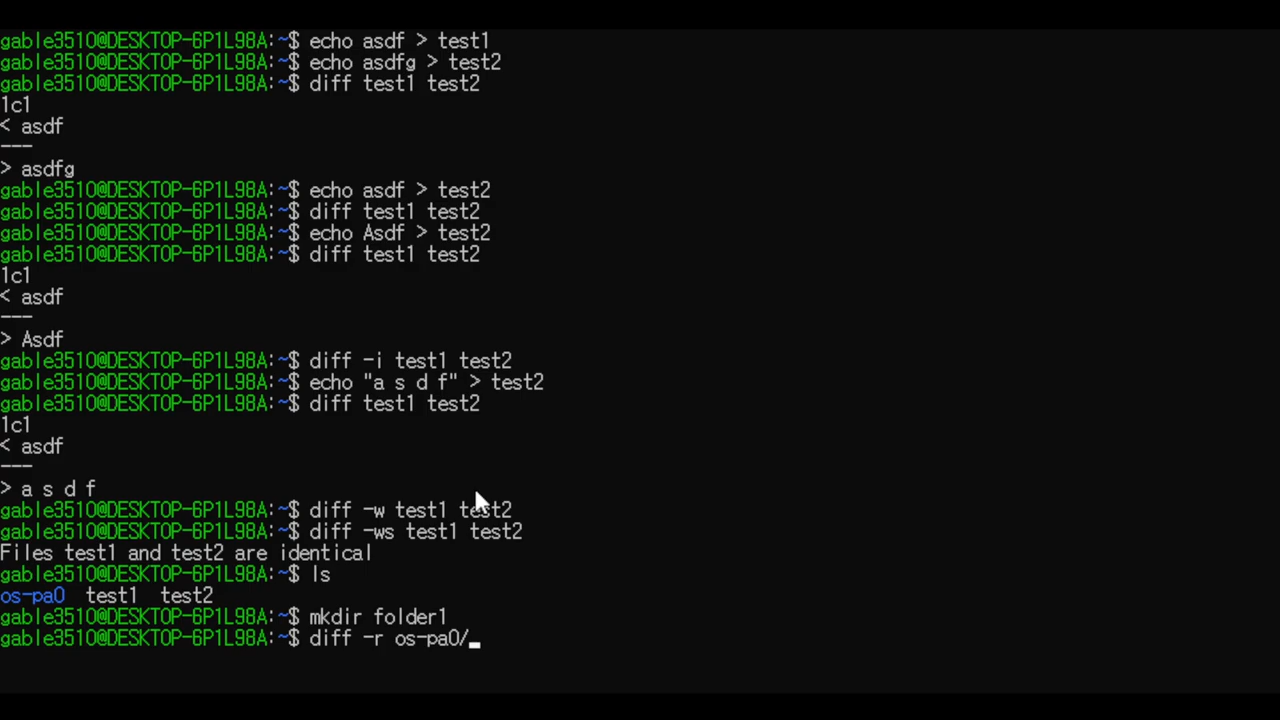 gable3510@DESKTOP-6P1L98A:~$ echo asdf > test1
gable3510@DESKTOP-6P1L98A:~$ echo asdfg > test2
gable3510@DESKTOP-6P1L98A:~$ diff test1 test2
1c1
< asdf
---
> asdfg
gable3510@DESKTOP-6P1L98A:~$ echo asdf > test2
gable3510@DESKTOP-6P1L98A:~$ diff test1 test2
gable3510@DESKTOP-6P1L98A:~$ echo Asdf > test2
gable3510@DESKTOP-6P1L98A:~$ diff test1 test2
1c1
< asdf
---
> Asdf
gable3510@DESKTOP-6P1L98A:~$ diff -i test1 test2
gable3510@DESKTOP-6P1L98A:~$ echo "a s d f" > test2
gable3510@DESKTOP-6P1L98A:~$ diff test1 test2
1c1
< asdf
---
> a s d f
gable3510@DESKTOP-6P1L98A:~$ diff -w test1 test2
gable3510@DESKTOP-6P1L98A:~$ diff -ws test1 test2
Files test1 and test2 are identical
gable3510@DESKTOP-6P1L98A:~$ ls
os-pa0  test1  test2
gable3510@DESKTOP-6P1L98A:~$ mkdir folder1
gable3510@DESKTOP-6P1L98A:~$ diff -r os-pa0/